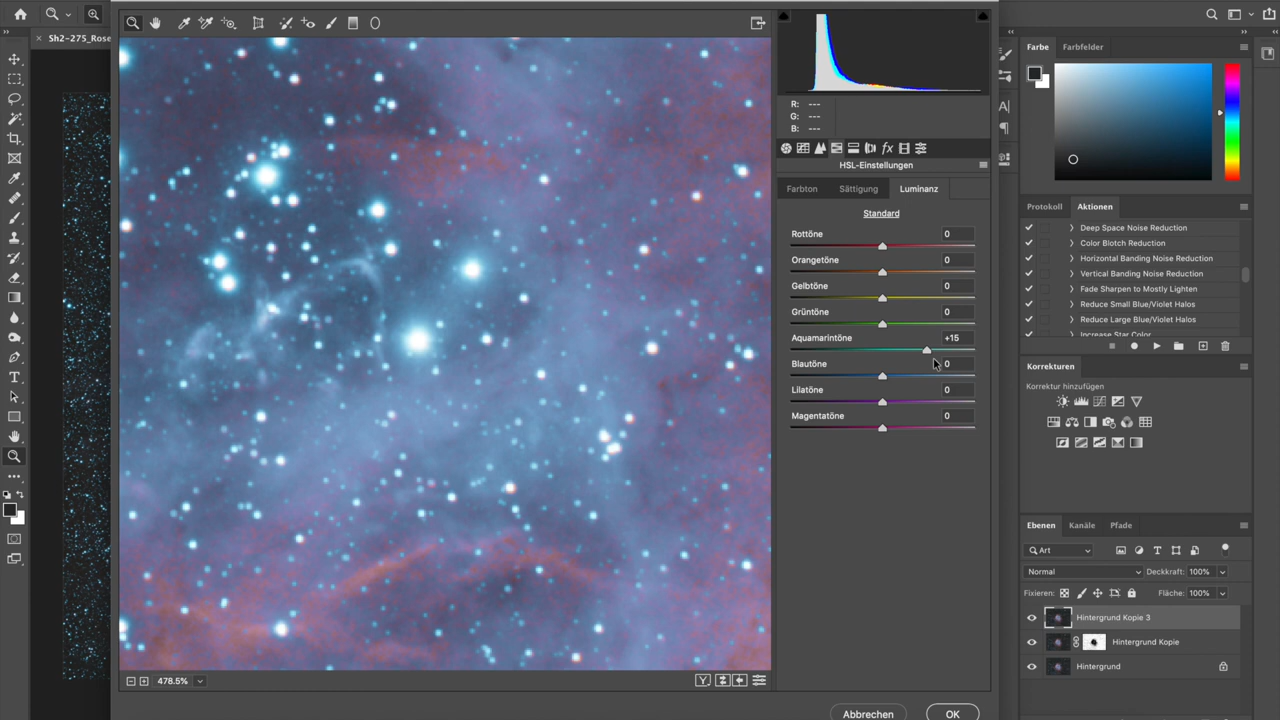 Sh2-275_Rose
R: ---
G: ---
B: ---
fx
HSL-Einstellungen
Farbton
Sättigung
Luminanz
Standard
Rottöne
0
Orangetöne
0
Gelbtöne
0
Grüntöne
0
Aquamarintöne
+15
Blautöne
0
Lilatöne
0
Magentatöne
0
478.5%
Y
Abbrechen
OK
Farbe
Farbfelder
Protokoll
Aktionen
Deep Space Noise Reduction
Color Blotch Reduction
Horizontal Banding Noise Reduction
Vertical Banding Noise Reduction
Fade Sharpen to Mostly Lighten
Reduce Small Blue/Violet Halos
Reduce Large Blue/Violet Halos
Increase Star Color
Korrekturen
Korrektur hinzufügen
Ebenen
Kanäle
Pfade
Art
Normal
Deckkraft: 100%
Fixieren:
Fläche: 100%
Hintergrund Kopie 3
Hintergrund Kopie
Hintergrund